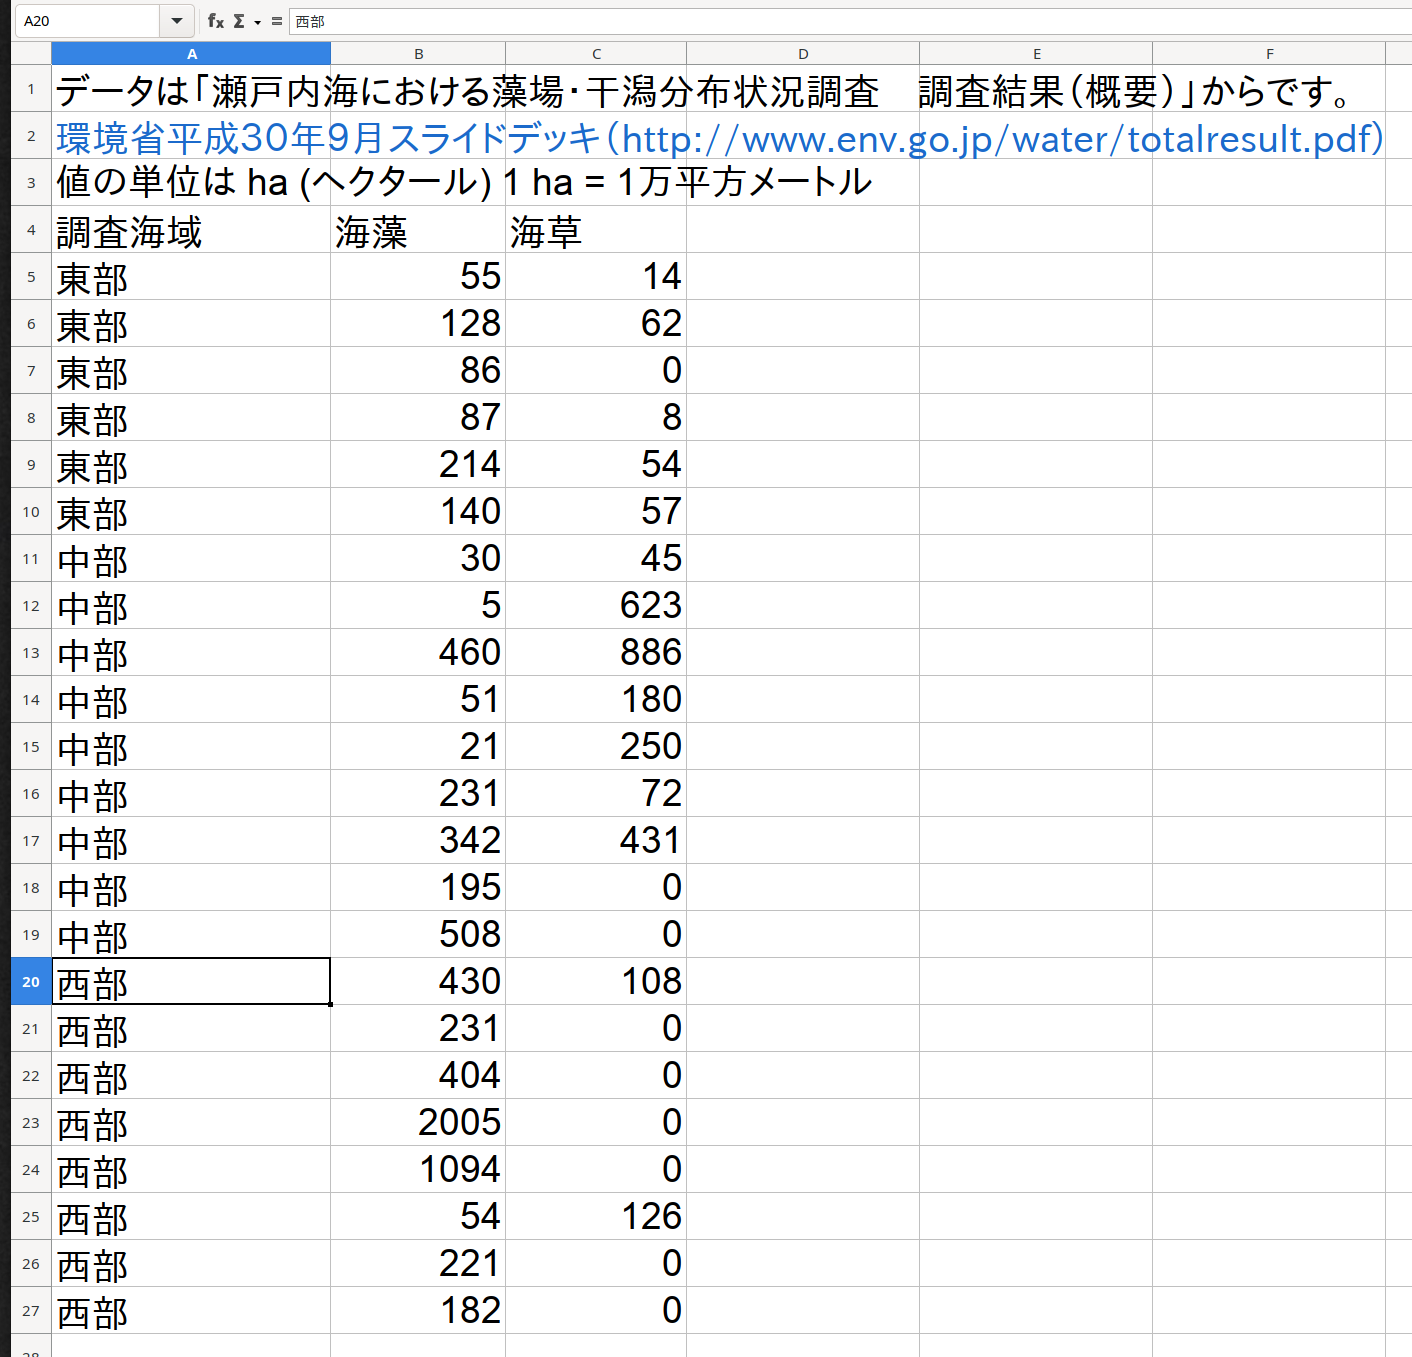 A20 fx Σ = 西部
A B C D E F
1 データは「瀬戸内海における藻場・干潟分布状況調査　調査結果（概要）」からです。
2 環境省平成30年9月スライドデッキ（http://www.env.go.jp/water/totalresult.pdf）
3 値の単位は ha (ヘクタール) 1 ha = 1万平方メートル
4 調査海域 海藻 海草
5 東部 55 14
6 東部 128 62
7 東部 86 0
8 東部 87 8
9 東部 214 54
10 東部 140 57
11 中部 30 45
12 中部 5 623
13 中部 460 886
14 中部 51 180
15 中部 21 250
16 中部 231 72
17 中部 342 431
18 中部 195 0
19 中部 508 0
20 西部 430 108
21 西部 231 0
22 西部 404 0
23 西部 2005 0
24 西部 1094 0
25 西部 54 126
26 西部 221 0
27 西部 182 0
28